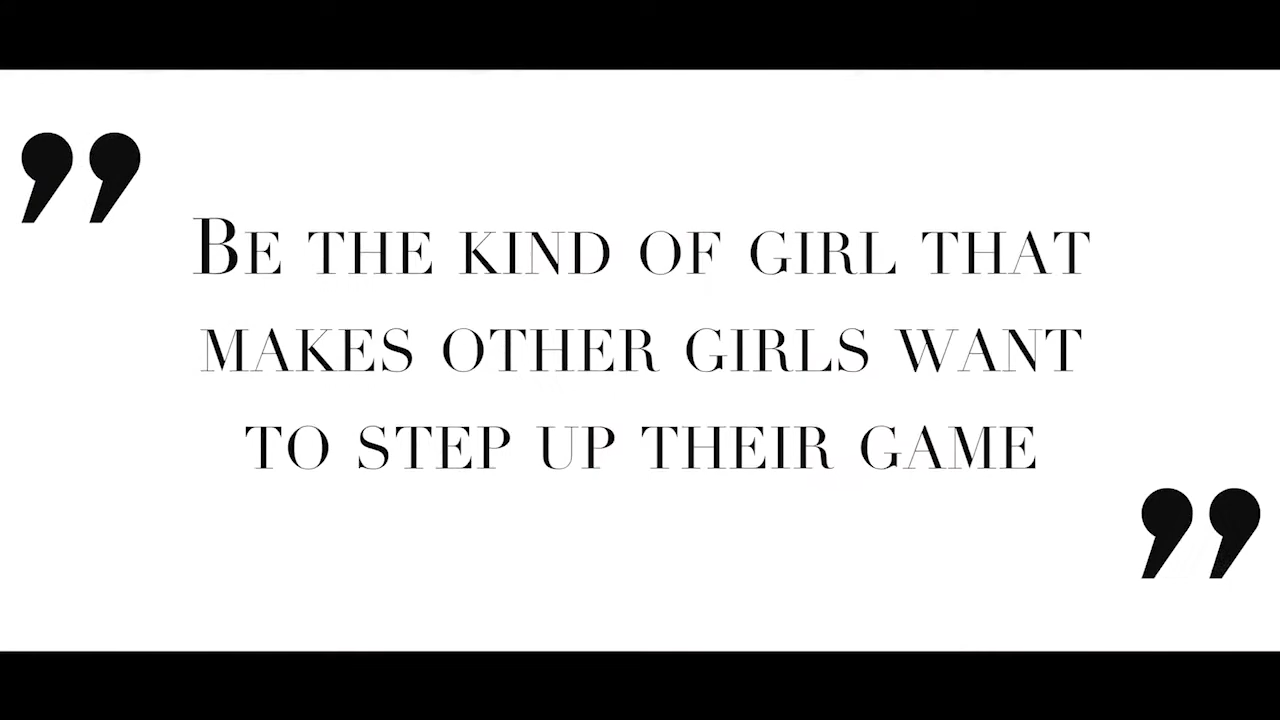 ”
Be the kind of girl that
makes other girls want
to step up their game
”